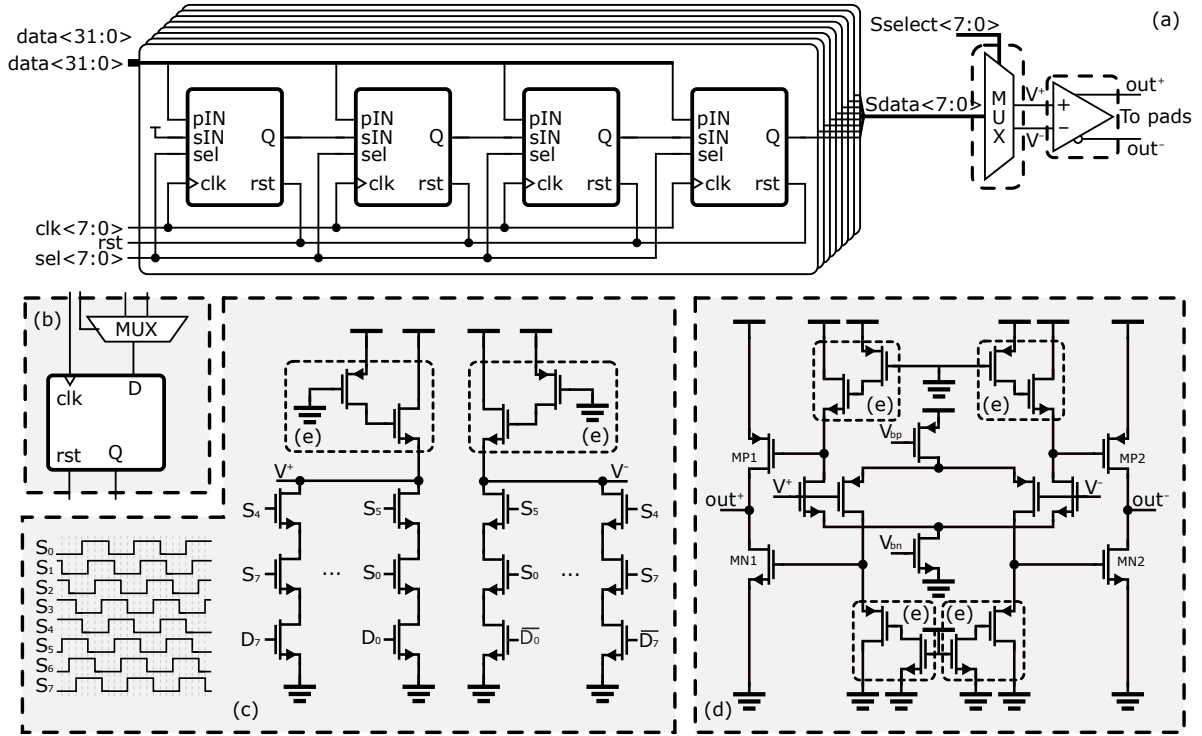 (a)
data<31:0>
data<31:0>
Sselect<7:0>
pIN
sIN
sel
clk
Q
rst
pIN
sIN
sel
clk
Q
rst
pIN
sIN
sel
clk
Q
rst
pIN
sIN
sel
clk
Q
rst
Sdata<7:0>
MUX
V+
V-
+
−
out+
To pads
out-
clk<7:0>
rst
sel<7:0>
(b)
MUX
clk
D
rst
Q
(e)
(e)
V+
V-
S4
S5
S5
S4
S7
...
S0
S0
...
S7
D7
D0
D0
D7
(c)
S0
S1
S2
S3
S4
S5
S6
S7
(e)
(e)
Vbp
MP1
MP2
V+
V-
out+
out-
Vbn
MN1
MN2
(e)
(e)
(d)